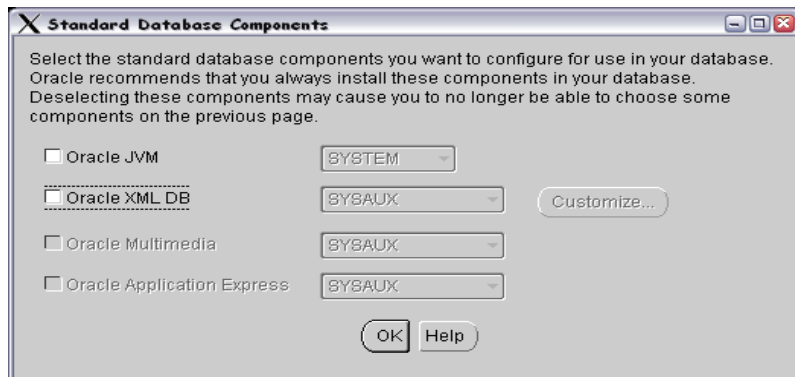 Standard Database Components
Select the standard database components you want to configure for use in your database.
Oracle recommends that you always install these components in your database.
Deselecting these components may cause you to no longer be able to choose some
components on the previous page.
Oracle JVM SYSTEM
Oracle XML DB SYSAUX Customize...
Oracle Multimedia SYSAUX
Oracle Application Express SYSAUX
OK Help